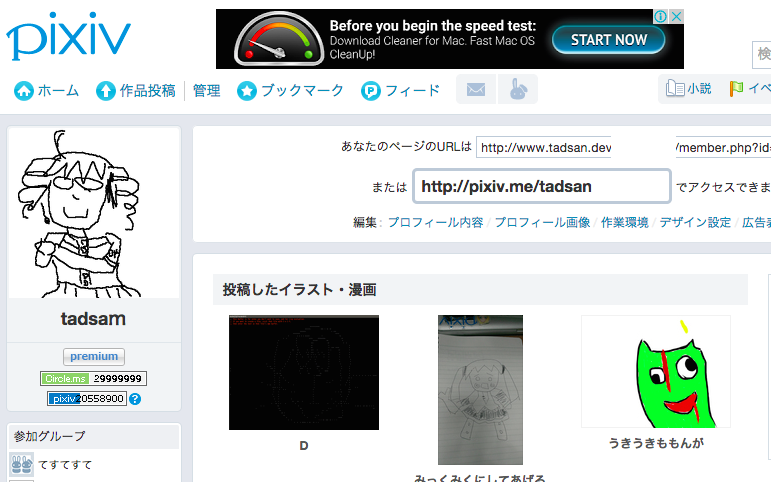 pixiv
Before you begin the speed test:
Download Cleaner for Mac. Fast Mac OS
CleanUp!
START NOW
検
ホーム
作品投稿
管理
ブックマーク
フィード
小説
イベ
あなたのページのURLは http://www.tadsan.dev /member.php?id=
または http://pixiv.me/tadsan でアクセスできま
編集: プロフィール内容 / プロフィール画像 / 作業環境 / デザイン設定 / 広告表
tadsam
premium
Circle.ms 29999999
pixiv 20558900 ?
参加グループ
てすてすて
投稿したイラスト・漫画
D
みっくみくにしてあげる
うきうきももんが